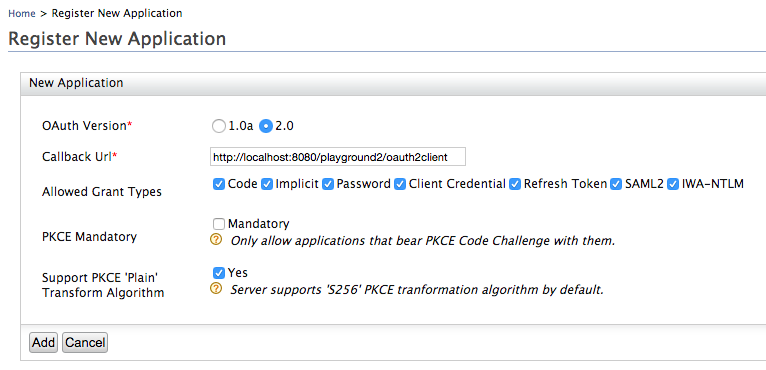 Home > Register New Application
Register New Application
New Application
OAuth Version* 1.0a 2.0
Callback Url* http://localhost:8080/playground2/oauth2client
Allowed Grant Types Code Implicit Password Client Credential Refresh Token SAML2 IWA-NTLM
PKCE Mandatory Mandatory
? Only allow applications that bear PKCE Code Challenge with them.
Support PKCE 'Plain' Yes
Transform Algorithm ? Server supports 'S256' PKCE tranformation algorithm by default.
Add Cancel